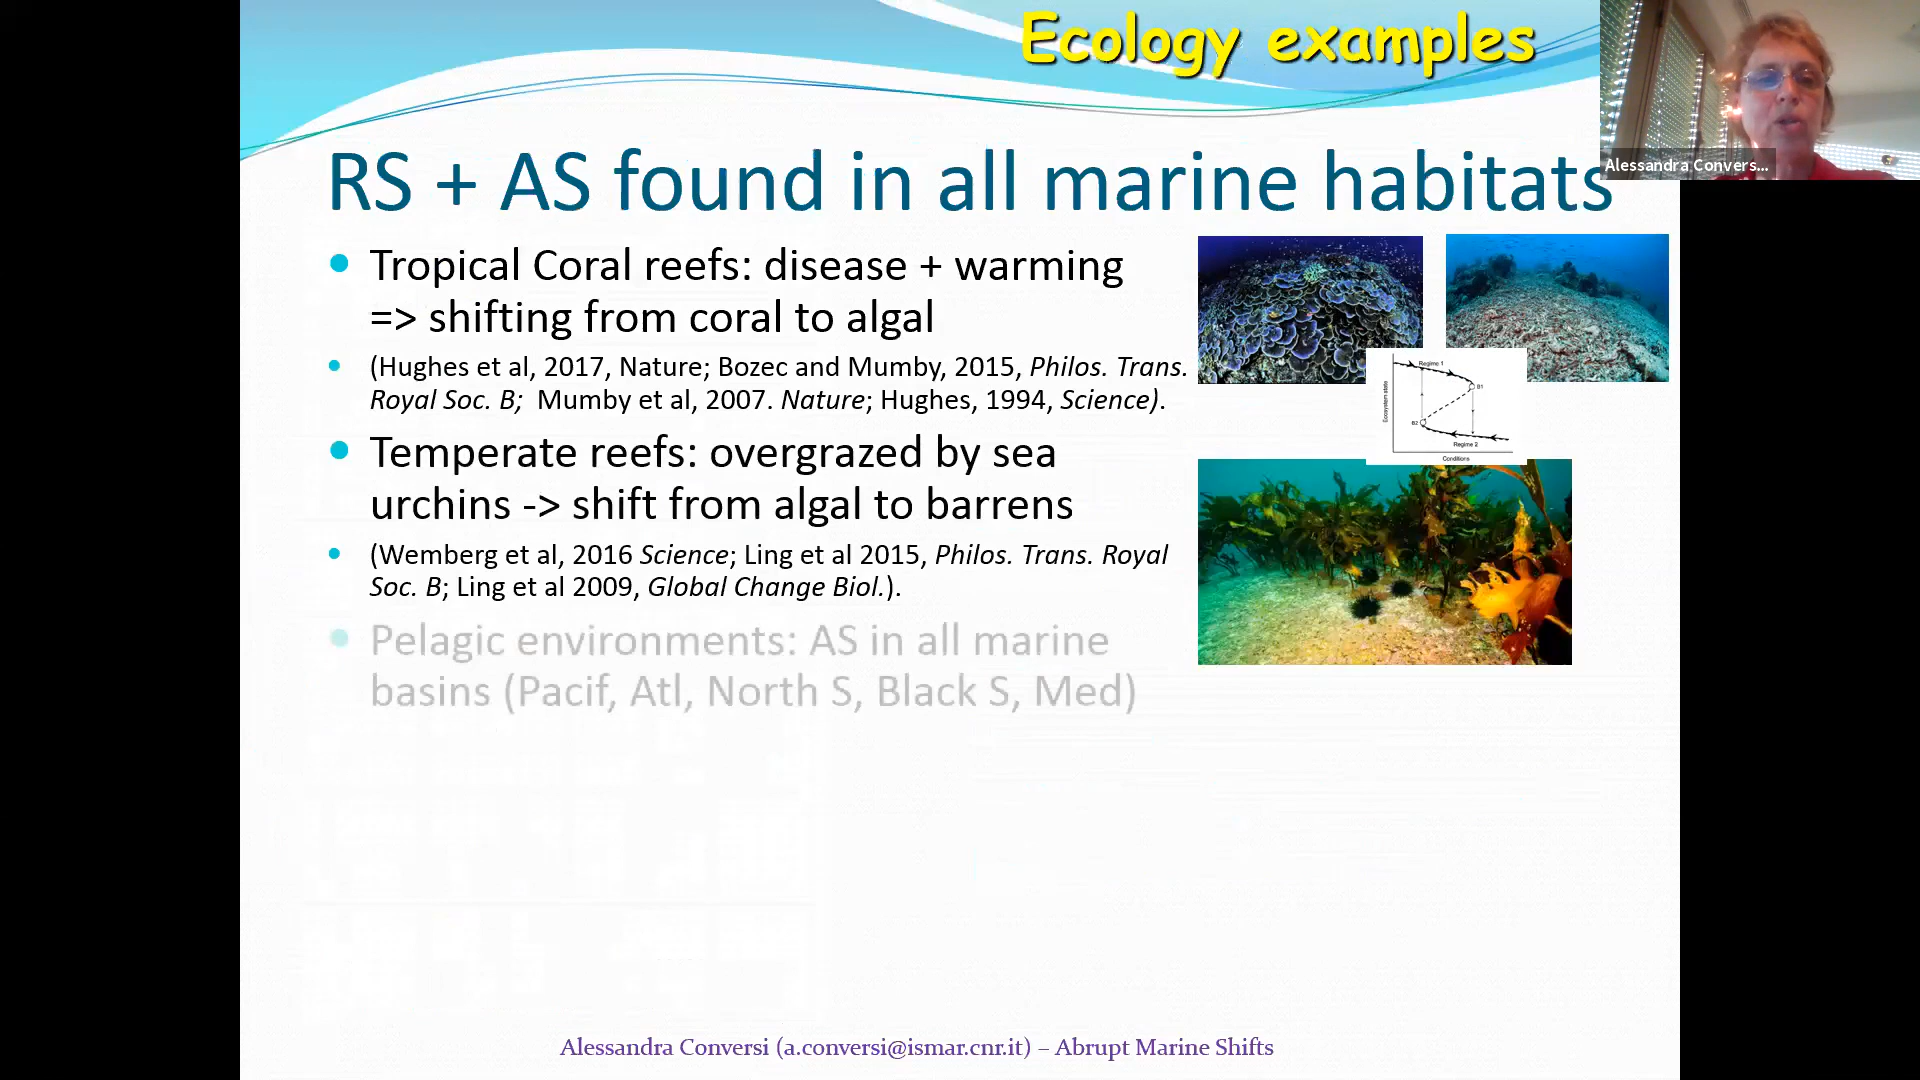 Ecology examples
Alessandra Convers...
RS + AS found in all marine habitats
Tropical Coral reefs: disease + warming
=> shifting from coral to algal
(Hughes et al, 2017, Nature; Bozec and Mumby, 2015, Philos. Trans.
Royal Soc. B; Mumby et al, 2007. Nature; Hughes, 1994, Science).
Temperate reefs: overgrazed by sea
urchins -> shift from algal to barrens
(Wemberg et al, 2016 Science; Ling et al 2015, Philos. Trans. Royal
Soc. B; Ling et al 2009, Global Change Biol.).
Pelagic environments: AS in all marine
basins (Pacif, Atl, North S, Black S, Med)
Regime 1
B1
Ecosystem state
B2
Regime 2
Conditions
Alessandra Conversi (a.conversi@ismar.cnr.it) – Abrupt Marine Shifts